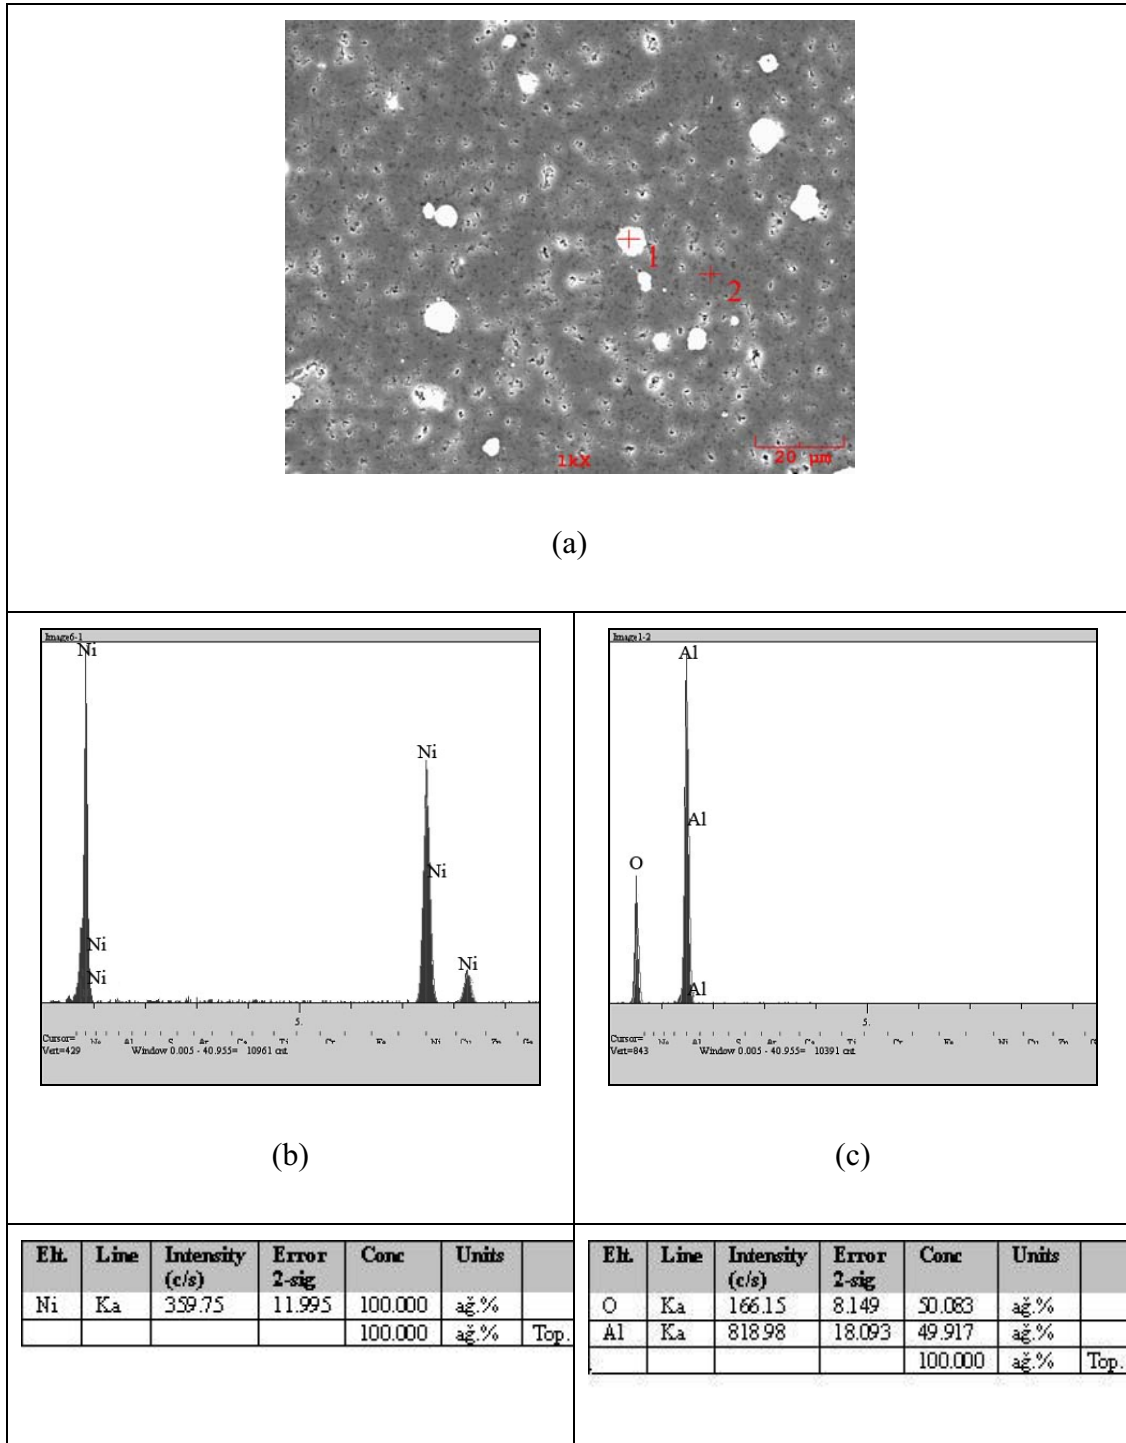 1
2
1kX
20 µm
(a)
Image6-1
Ni
Ni
Ni
Ni
Ni
Ni
5.
Cursor=
Vert=429 Window 0.005 - 40.955= 10961 cnt
(b)
Image1-2
Al
Al
O
Al
5.
Cursor=
Vert=843 Window 0.005 - 40.955= 10391 cnt
(c)
Elt. Line Intensity (c/s) Error 2-sig Conc Units
Ni Ka 359.75 11.995 100.000 ağ.%
100.000 ağ.% Top.
Elt. Line Intensity (c/s) Error 2-sig Conc Units
O Ka 166.15 8.149 50.083 ağ.%
Al Ka 818.98 18.093 49.917 ağ.%
100.000 ağ.% Top.